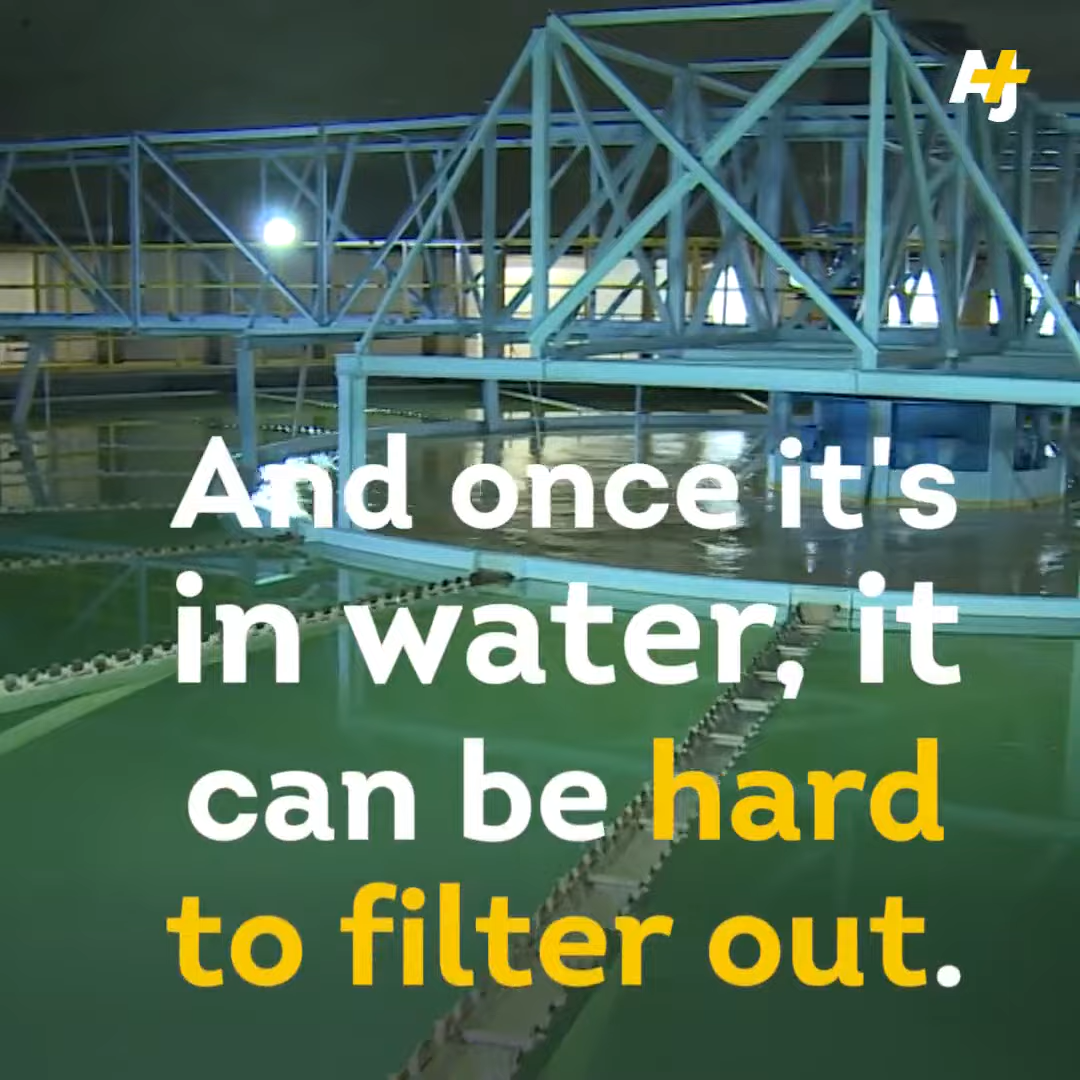 AJ+
And once it's
in water, it
can be hard
to filter out.